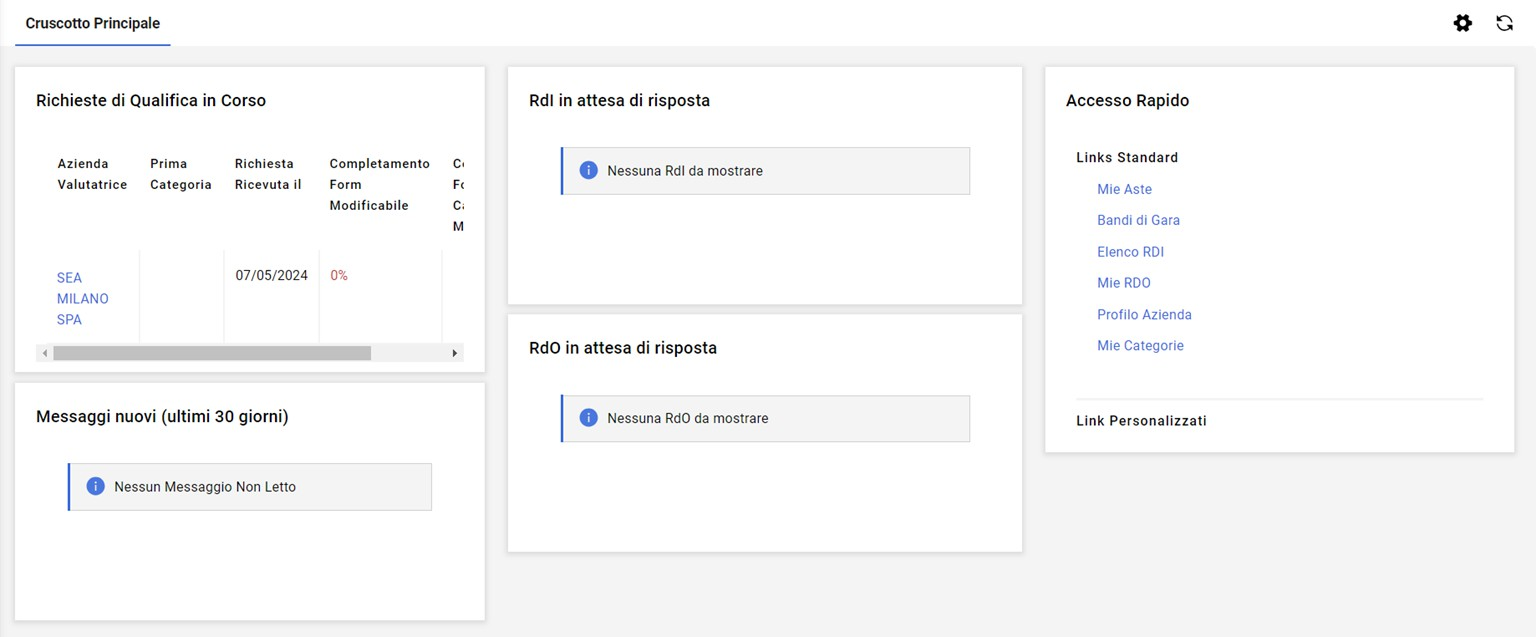 Cruscotto Principale
Richieste di Qualifica in Corso
Azienda Valutatrice
Prima Categoria
Richiesta Ricevuta il
Completamento Form Modificabile
SEA MILANO SPA
07/05/2024
0%
Messaggi nuovi (ultimi 30 giorni)
Nessun Messaggio Non Letto
RdI in attesa di risposta
Nessuna RdI da mostrare
RdO in attesa di risposta
Nessuna RdO da mostrare
Accesso Rapido
Links Standard
Mie Aste
Bandi di Gara
Elenco RDI
Mie RDO
Profilo Azienda
Mie Categorie
Link Personalizzati